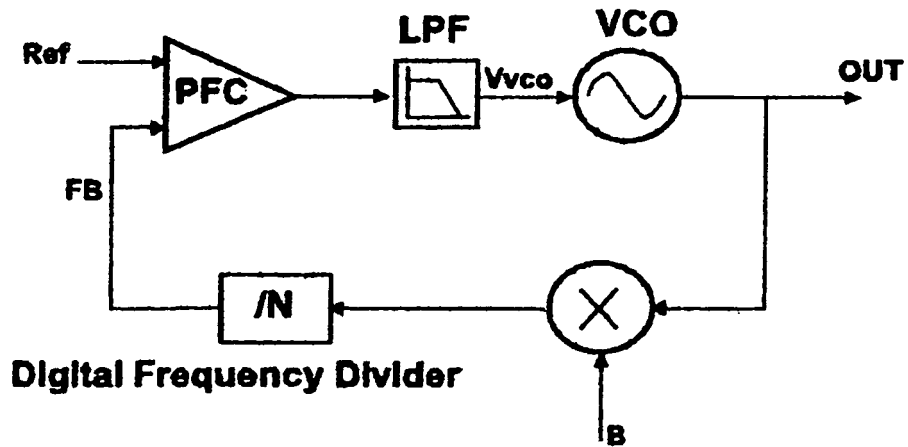 LPF
VCO
Ref
PFC
Vvco
OUT
FB
/N
Digital Frequency Divider
B